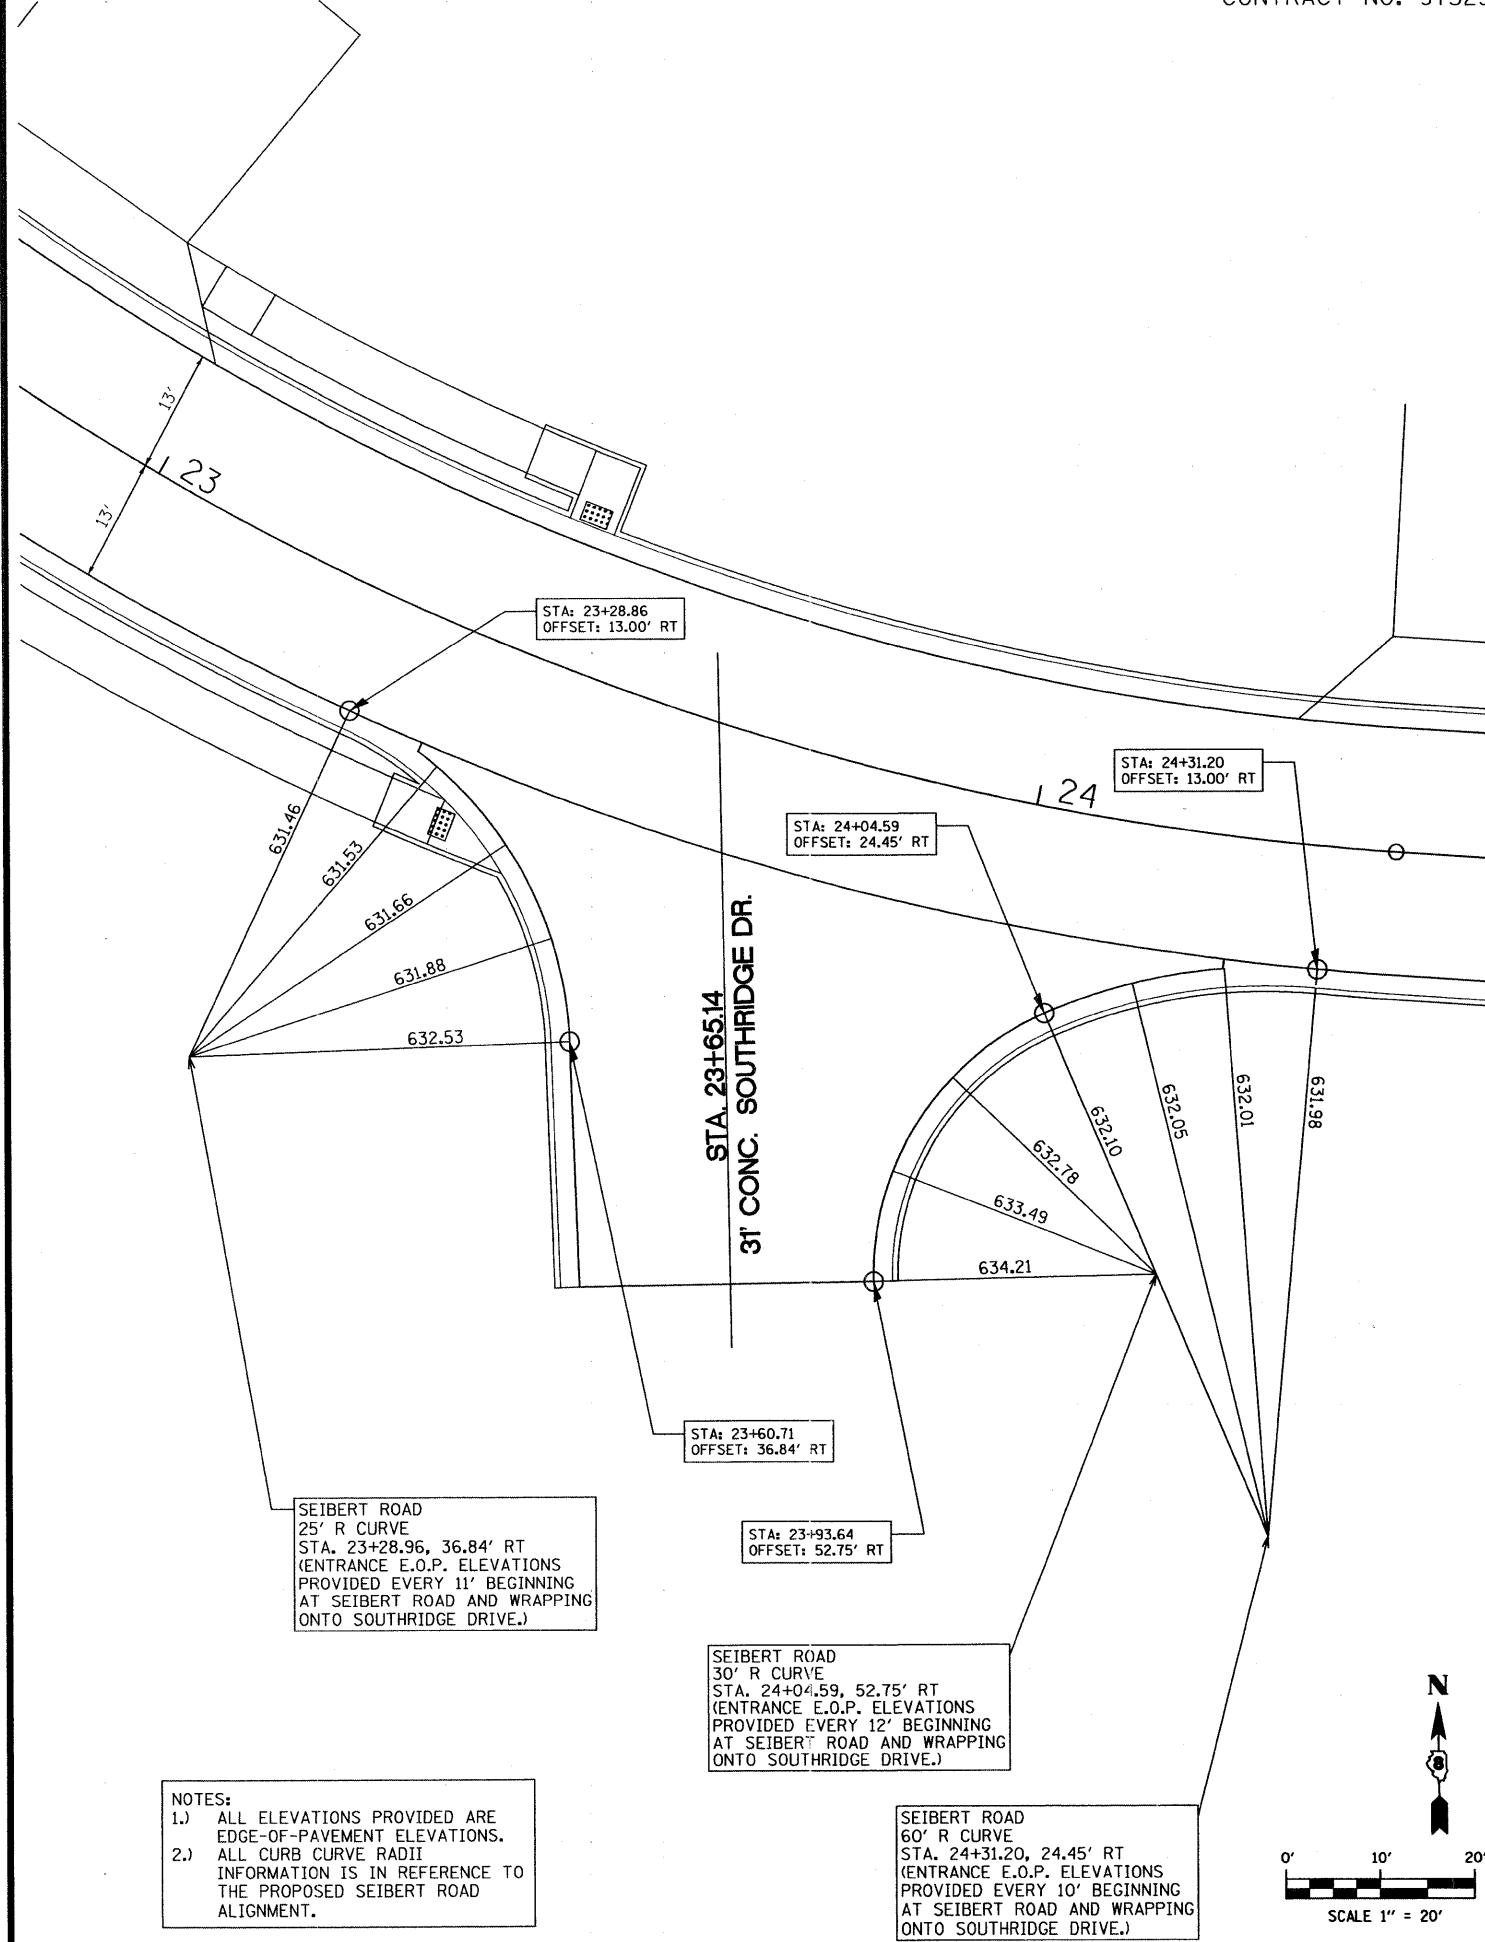 13'
23
13'
STA: 23+28.86
OFFSET: 13.00' RT
STA: 24+31.20
OFFSET: 13.00' RT
24
STA: 24+04.59
OFFSET: 24.45' RT
631.46
631.53
631.66
631.88
632.53
STA. 23+65.14
31' CONC. SOUTHRIDGE DR.
632.10
632.05
632.01
631.98
632.78
633.49
634.21
STA: 23+60.71
OFFSET: 36.84' RT
SEIBERT ROAD
25' R CURVE
STA. 23+28.96, 36.84' RT
(ENTRANCE E.O.P. ELEVATIONS
PROVIDED EVERY 11' BEGINNING
AT SEIBERT ROAD AND WRAPPING
ONTO SOUTHRIDGE DRIVE.)
STA: 23+93.64
OFFSET: 52.75' RT
SEIBERT ROAD
30' R CURVE
STA. 24+04.59, 52.75' RT
(ENTRANCE E.O.P. ELEVATIONS
PROVIDED EVERY 12' BEGINNING
AT SEIBERT ROAD AND WRAPPING
ONTO SOUTHRIDGE DRIVE.)
SEIBERT ROAD
60' R CURVE
STA. 24+31.20, 24.45' RT
(ENTRANCE E.O.P. ELEVATIONS
PROVIDED EVERY 10' BEGINNING
AT SEIBERT ROAD AND WRAPPING
ONTO SOUTHRIDGE DRIVE.)
NOTES:
1.) ALL ELEVATIONS PROVIDED ARE
EDGE-OF-PAVEMENT ELEVATIONS.
2.) ALL CURB CURVE RADII
INFORMATION IS IN REFERENCE TO
THE PROPOSED SEIBERT ROAD
ALIGNMENT.
N
8
0' 10' 20'
SCALE 1" = 20'